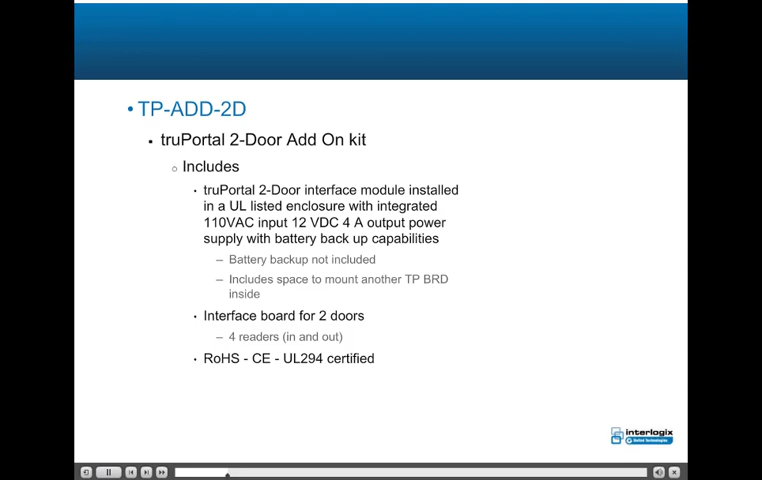 • TP-ADD-2D
▪ truPortal 2-Door Add On kit
○ Includes
• truPortal 2-Door interface module installed
in a UL listed enclosure with integrated
110VAC input 12 VDC 4 A output power
supply with battery back up capabilities
– Battery backup not included
– Includes space to mount another TP BRD
inside
• Interface board for 2 doors
– 4 readers (in and out)
• RoHS - CE - UL294 certified
interlogix
United Technologies